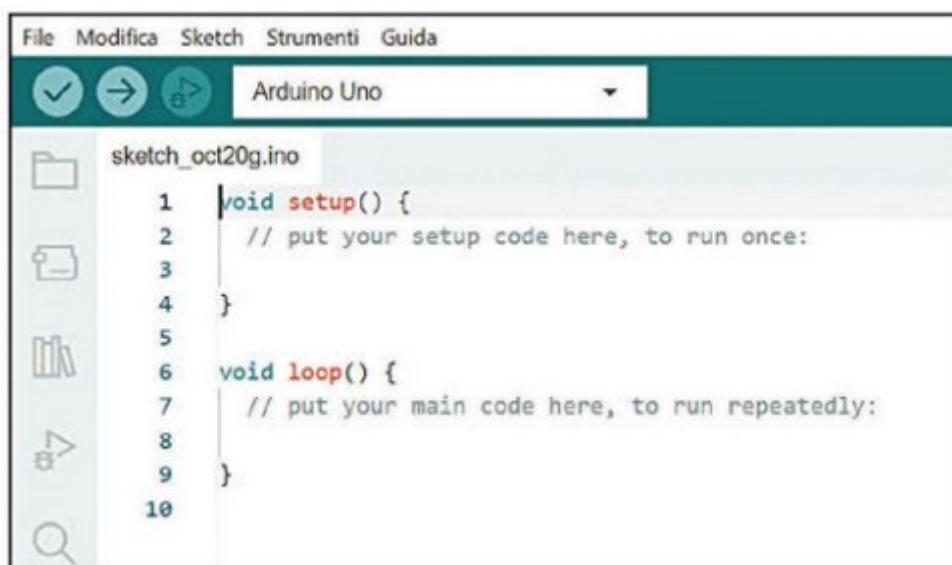 File Modifica Sketch Strumenti Guida
Arduino Uno
sketch_oct20g.ino
1 void setup() {
2 // put your setup code here, to run once:
3
4 }
5
6 void loop() {
7 // put your main code here, to run repeatedly:
8
9 }
10